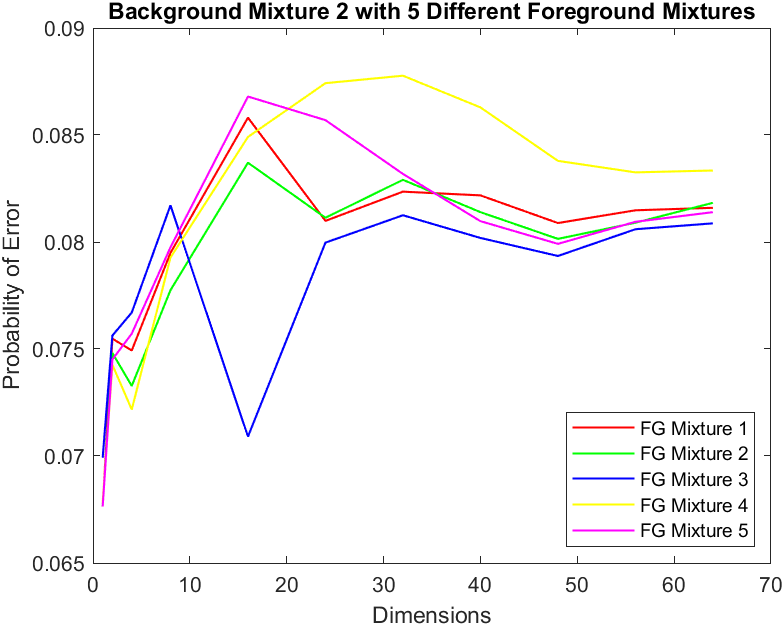 Background Mixture 2 with 5 Different Foreground Mixtures
0.09
0.085
0.08
0.075
0.07
0.065
Probability of Error
0 10 20 30 40 50 60 70
Dimensions
FG Mixture 1
FG Mixture 2
FG Mixture 3
FG Mixture 4
FG Mixture 5